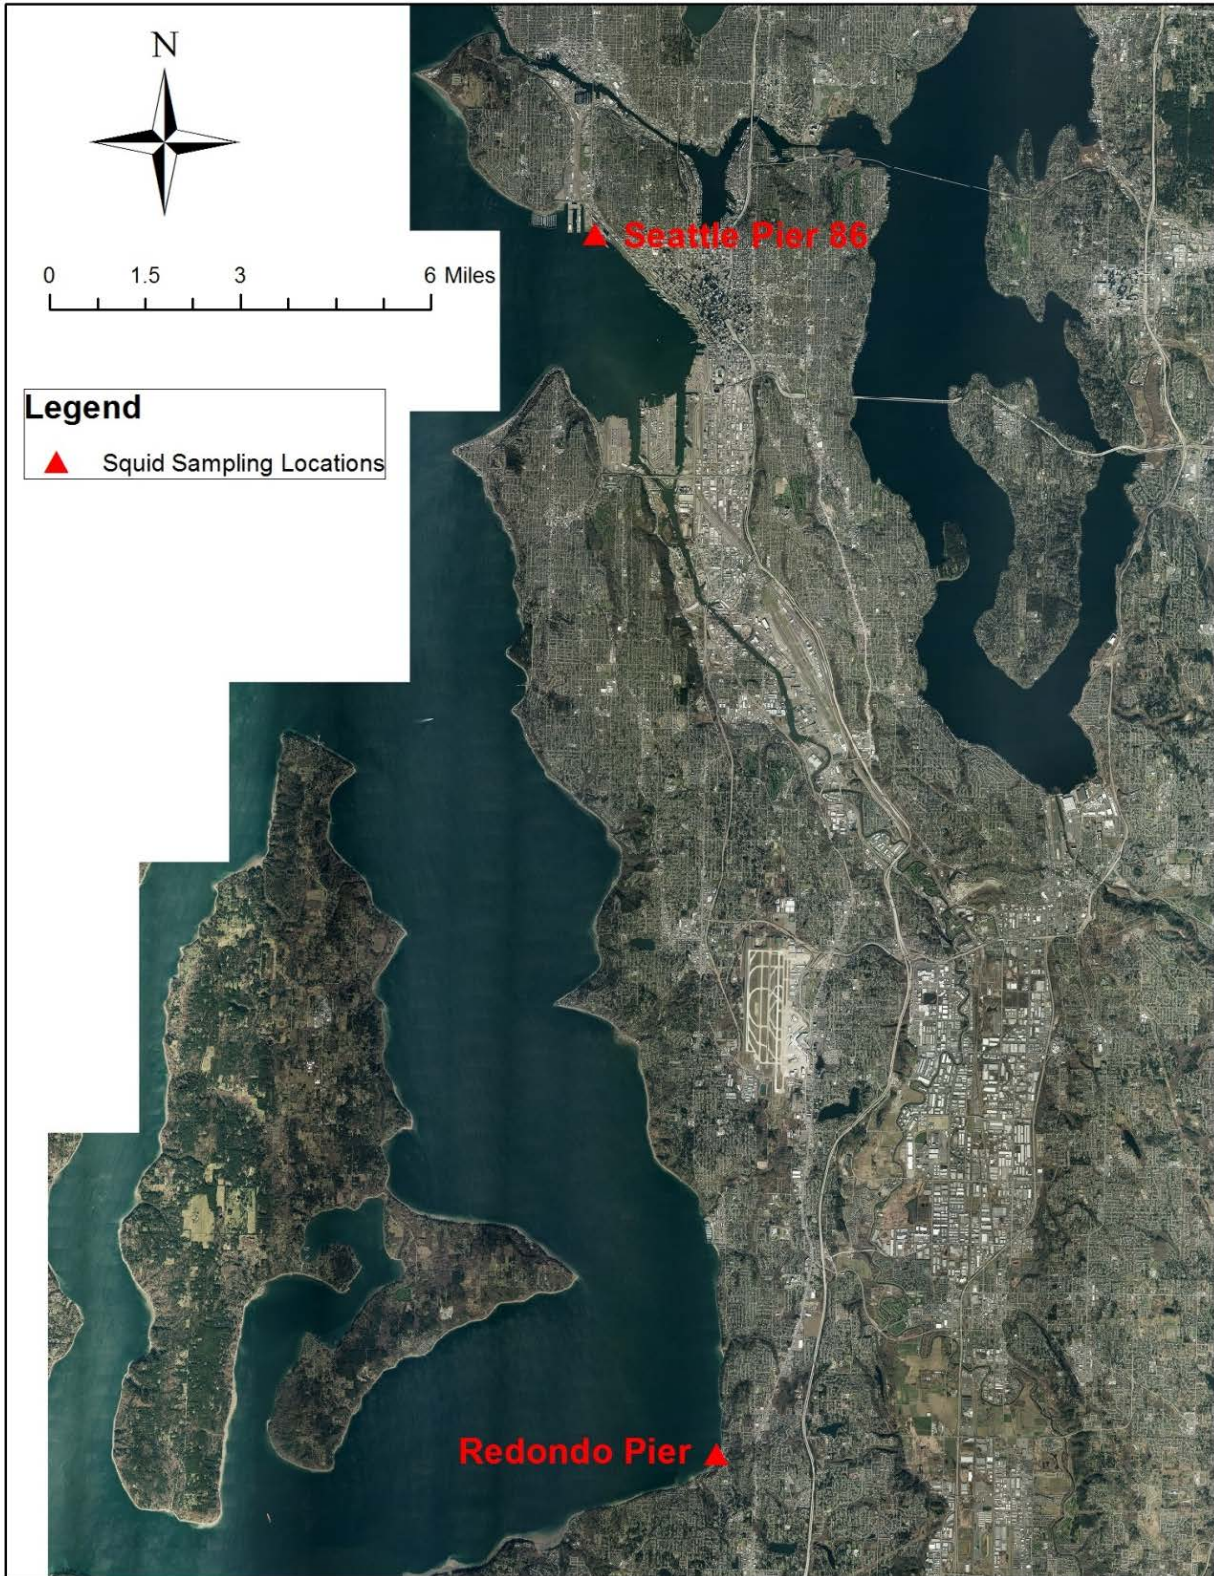 N
Seattle Pier 86
0 1.5 3 6 Miles
Legend
Squid Sampling Locations
Redondo Pier